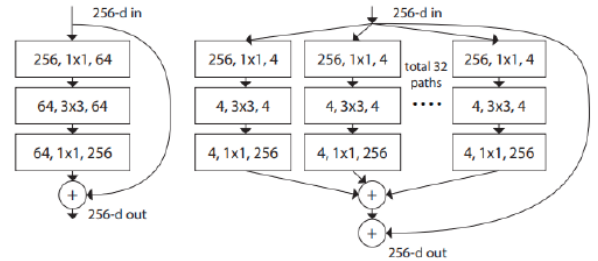 256-d in
256, 1x1, 64
64, 3x3, 64
64, 1x1, 256
+
256-d out
256-d in
256, 1x1, 4
256, 1x1, 4
total 32
paths
....
256, 1x1, 4
4, 3x3, 4
4, 3x3, 4
4, 3x3, 4
4, 1x1, 256
4, 1x1, 256
4, 1x1, 256
+
+
256-d out